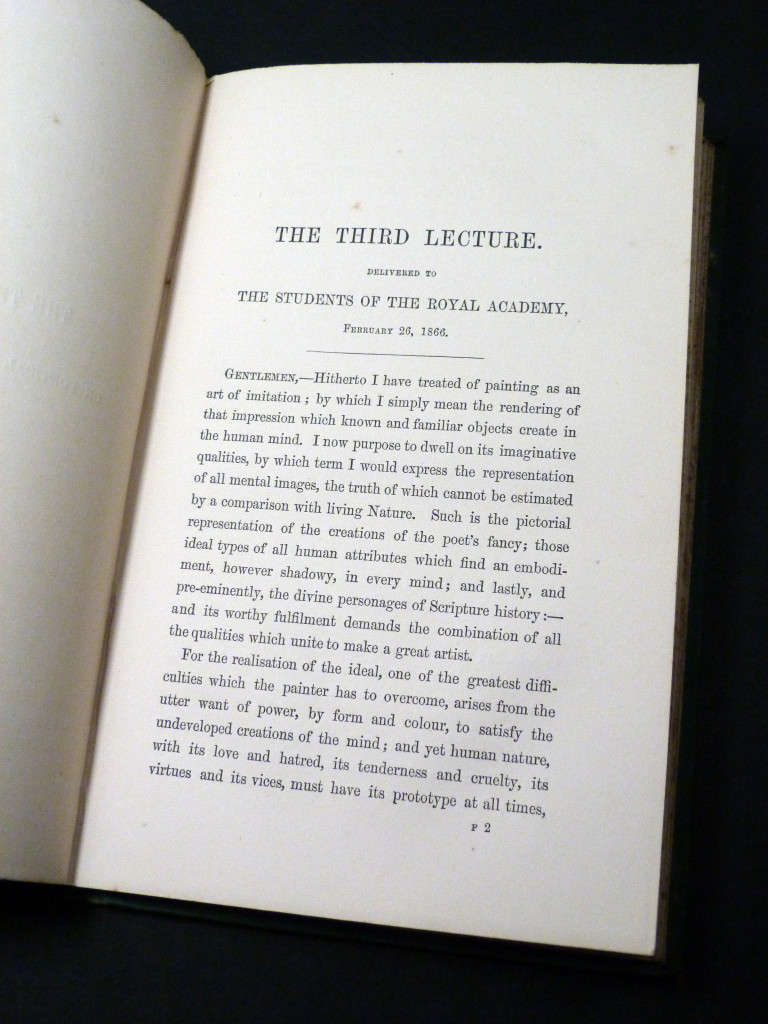 THE THIRD LECTURE.
DELIVERED TO
THE STUDENTS OF THE ROYAL ACADEMY,
FEBRUARY 26, 1866.
GENTLEMEN,—Hitherto I have treated of painting as an
art of imitation; by which I simply mean the rendering of
that impression which known and familiar objects create in
the human mind. I now purpose to dwell on its imaginative
qualities, by which term I would express the representation
of all mental images, the truth of which cannot be estimated
by a comparison with living Nature. Such is the pictorial
representation of the creations of the poet's fancy; those
ideal types of all human attributes which find an embodi-
ment, however shadowy, in every mind; and lastly, and
pre-eminently, the divine personages of Scripture history:—
and its worthy fulfilment demands the combination of all
the qualities which unite to make a great artist.
For the realisation of the ideal, one of the greatest diffi-
culties which the painter has to overcome, arises from the
utter want of power, by form and colour, to satisfy the
undeveloped creations of the mind; and yet human nature,
with its love and hatred, its tenderness and cruelty, its
virtues and its vices, must have its prototype at all times,
P 2